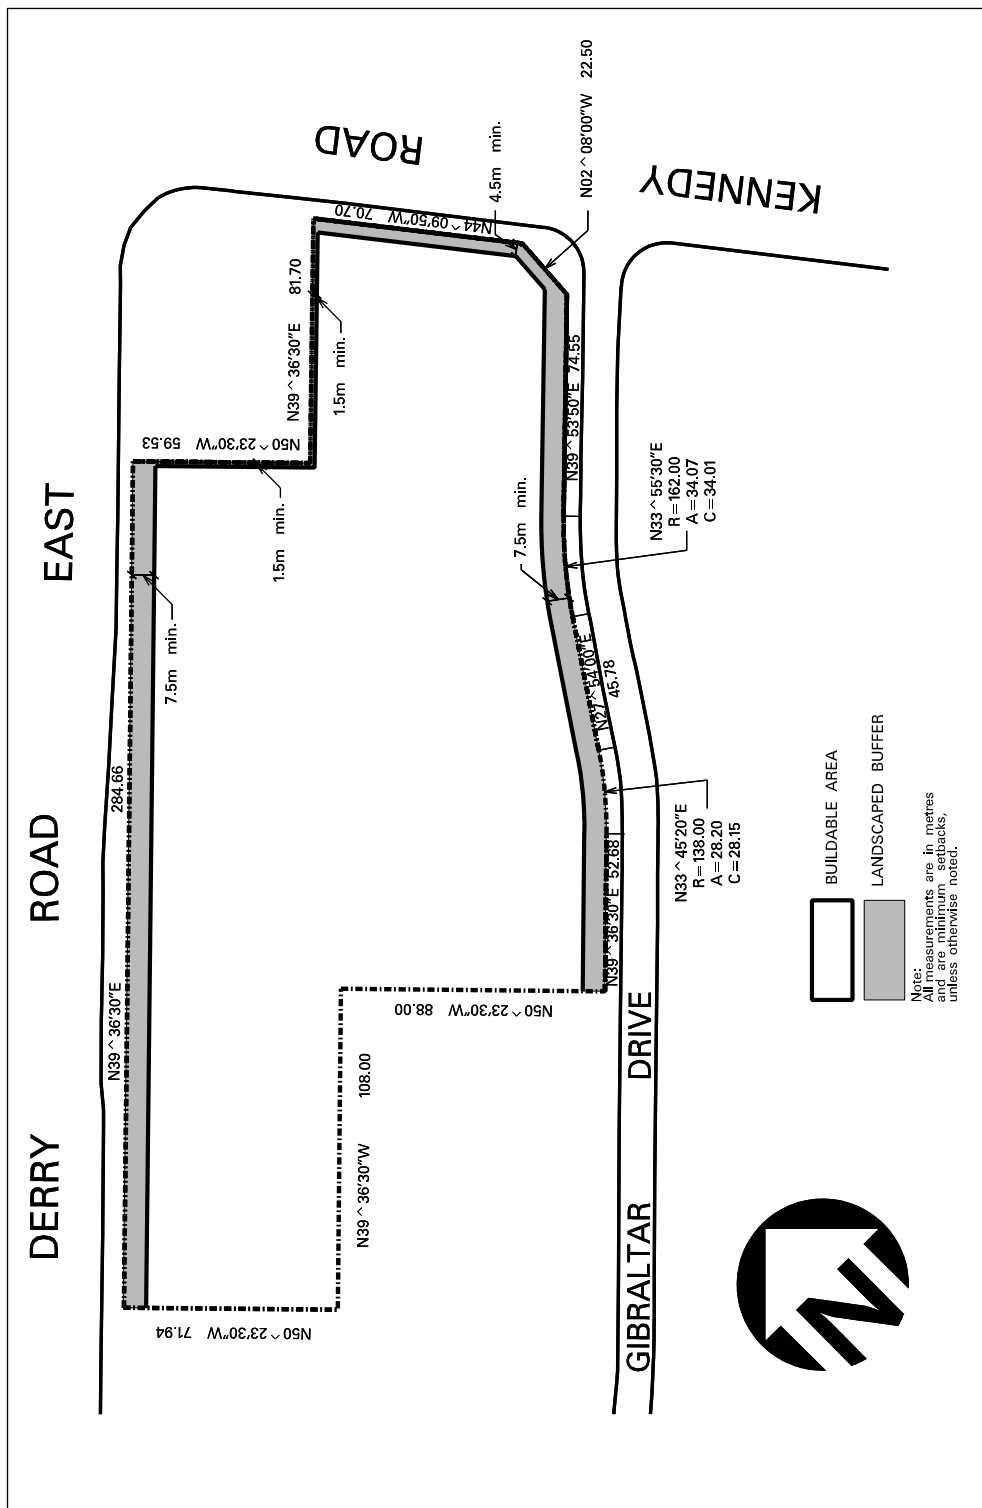 DERRY ROAD EAST
KENNEDY ROAD
GIBRALTAR DRIVE
N39^36'30"E 284.66
7.5m min.
N50^23'30"W 59.53
1.5m min.
N39^36'30"E 81.70
1.5m min.
N44^09'50"W 70.70
4.5m min.
N02^08'00"W 22.50
N39^53'50"E 74.55
7.5m min.
N33^55'30"E
R=162.00
A=34.07
C=34.01
N27^54'00"E
45.78
N33^45'20"E
R=138.00
A=28.20
C=28.15
N39^36'30"E 52.68
N50^23'30"W 88.00
N39^36'30"W 108.00
N50^23'30"W 71.94
BUILDABLE AREA
LANDSCAPED BUFFER
Note:
All measurements are in metres
and are minimum setbacks,
unless otherwise noted.
N